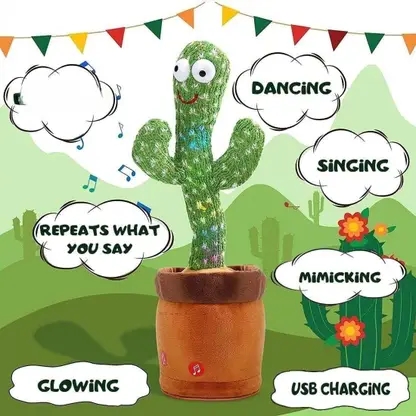 DANCING
SINGING
REPEATS WHAT
YOU SAY
MIMICKING
GLOWING
USB CHARGING